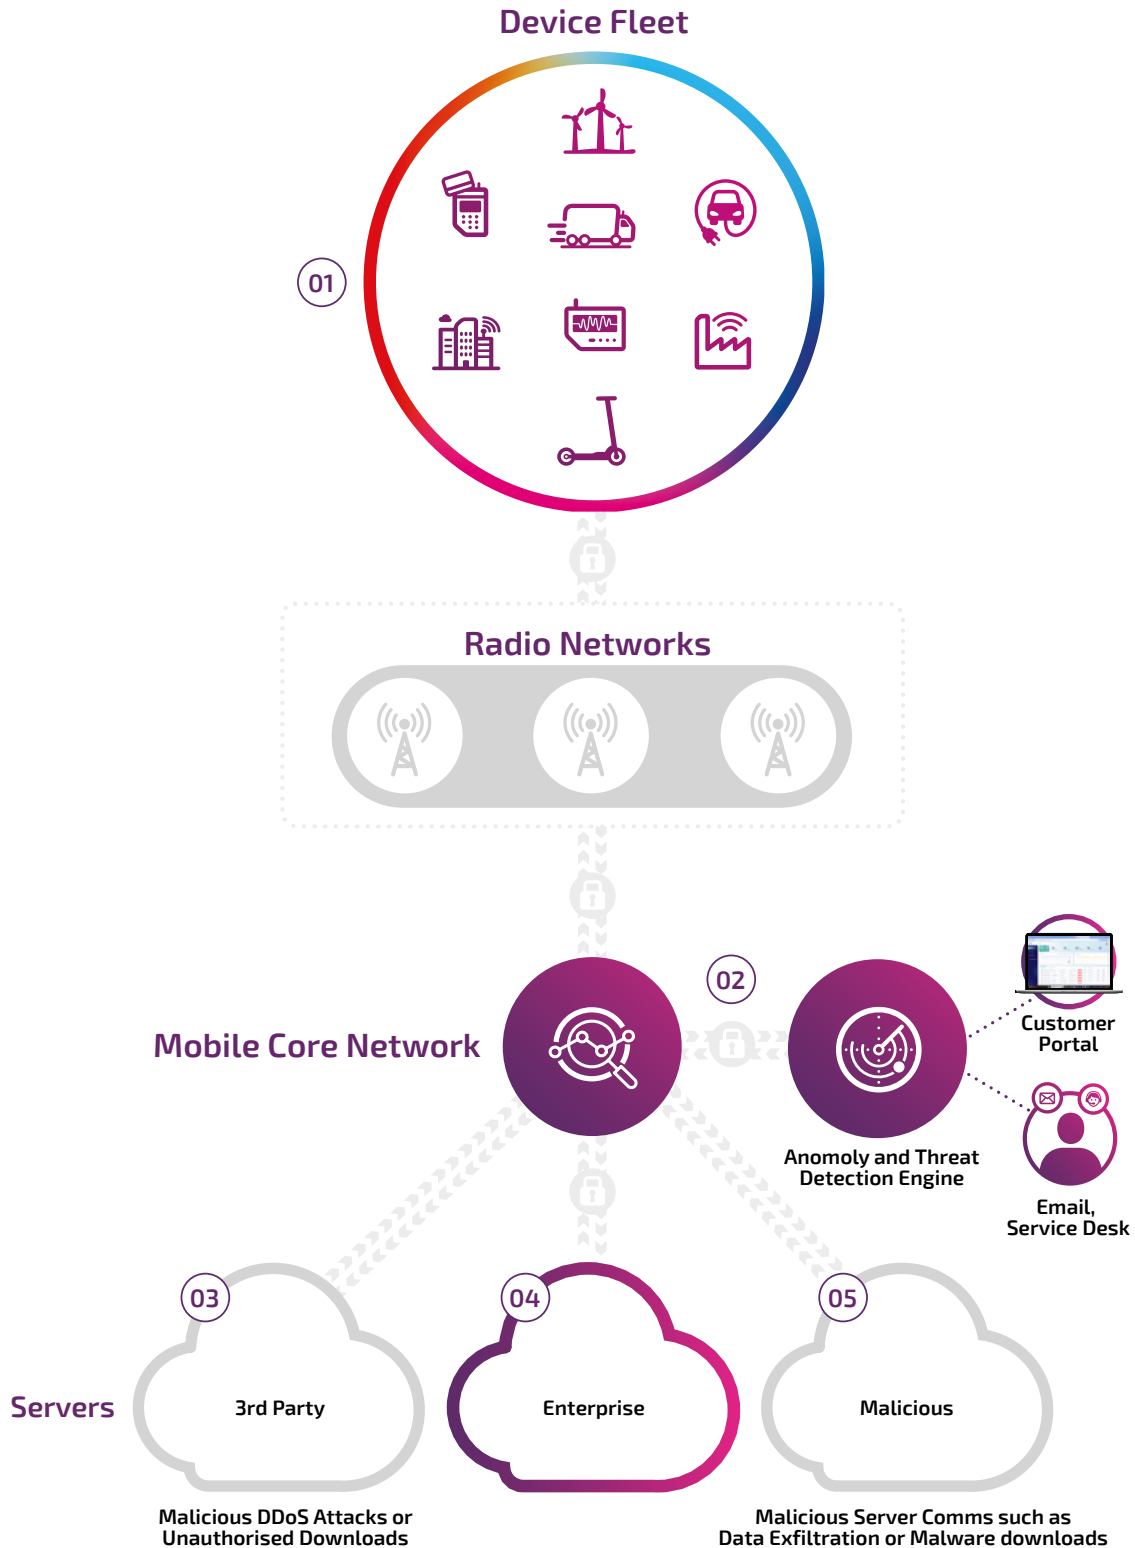 Device Fleet
01
Radio Networks
02
Mobile Core Network
Customer
Portal
Anomoly and Threat
Detection Engine
Email,
Service Desk
03
04
05
Servers
3rd Party
Enterprise
Malicious
Malicious DDoS Attacks or
Unauthorised Downloads
Malicious Server Comms such as
Data Exfiltration or Malware downloads